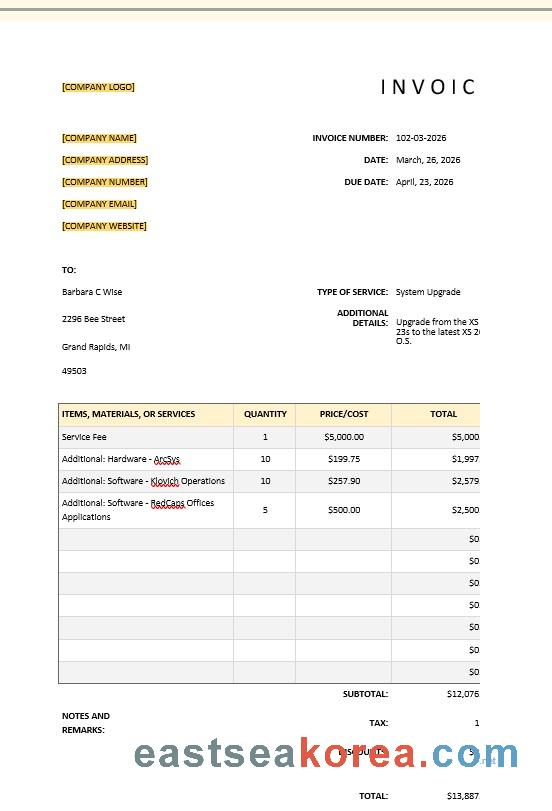 [COMPANY LOGO]
INVOIC
[COMPANY NAME]
INVOICE NUMBER: 102-03-2026
[COMPANY ADDRESS]
DATE: March, 26, 2026
[COMPANY NUMBER]
DUE DATE: April, 23, 2026
[COMPANY EMAIL]
[COMPANY WEBSITE]
TO:
Barbara C Wise
TYPE OF SERVICE: System Upgrade
2296 Bee Street
ADDITIONAL
DETAILS:
Upgrade from the XS
23s to the latest XS 2
O.S.
Grand Rapids, MI
49503
ITEMS, MATERIALS, OR SERVICES QUANTITY PRICE/COST TOTAL
Service Fee 1 $5,000.00 $5,000
Additional: Hardware - ArcSys 10 $199.75 $1,997
Additional: Software - Klovich Operations 10 $257.90 $2,579
Additional: Software - RedCaps Offices
Applications
5 $500.00 $2,500
$0
$0
$0
$0
$0
$0
$0
SUBTOTAL: $12,076
NOTES AND
REMARKS:
TAX: 1
eastseakorea.com
.net
TOTAL: $13,887